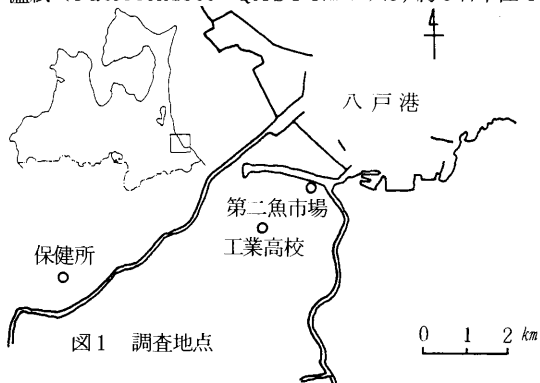 八戸港
第二魚市場
工業高校
保健所
図1 調査地点
0 1 2 km